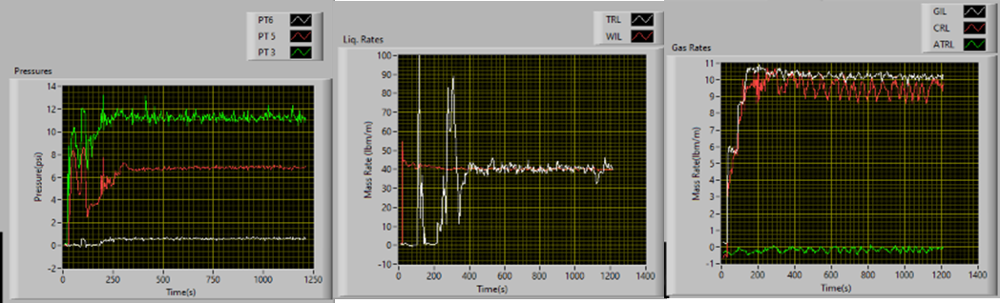 PT6
PT 5
PT 3
Pressures
Pressure(psi)
14
12
10
8
6
4
2
0
-2
0 250 500 750 1000 1250
Time(s)
TRL
WIL
Liq. Rates
Mass Rate (lbm/m)
100
90
80
70
60
50
40
30
20
10
0
-10
0 200 400 600 800 1000 1200 1400
Time(s)
GIL
CRL
ATRL
Gas Rates
Mass Rate(lbm/m)
11
10
9
8
7
6
5
4
3
2
1
0
-1
0 200 400 600 800 1000 1200 1400
Time(s)